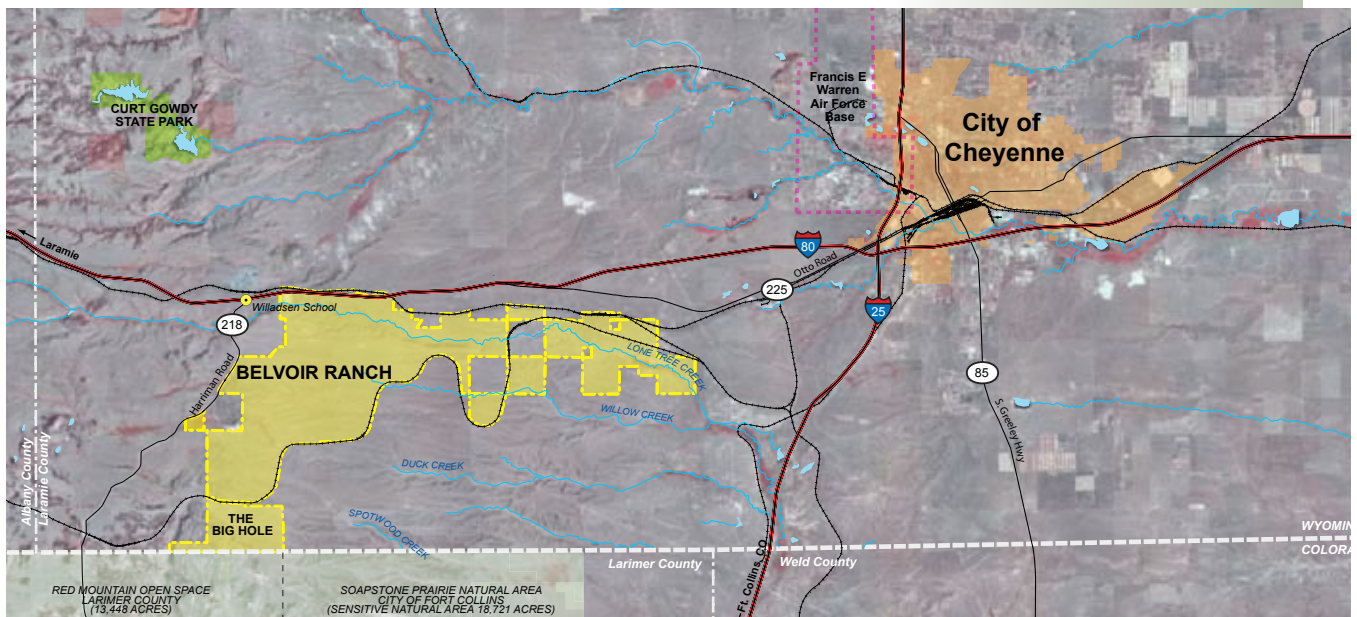 CURT GOWDY
STATE PARK
Francis E
Warren
Air Force
Base
City of
Cheyenne
Laramie
80
Otto Road
225
25
Willadsen School
218
Harriman Road
BELVOIR RANCH
LONE TREE CREEK
WILLOW CREEK
85
S. Greeley Hwy
DUCK CREEK
SPOTWOOD CREEK
THE
BIG HOLE
Albany County
Laramie County
WYOMIN
COLORA
Larimer County
Weld County
Ft. Collins, CO.
RED MOUNTAIN OPEN SPACE
LARIMER COUNTY
(13,448 ACRES)
SOAPSTONE PRAIRIE NATURAL AREA
CITY OF FORT COLLINS
(SENSITIVE NATURAL AREA 18,721 ACRES)